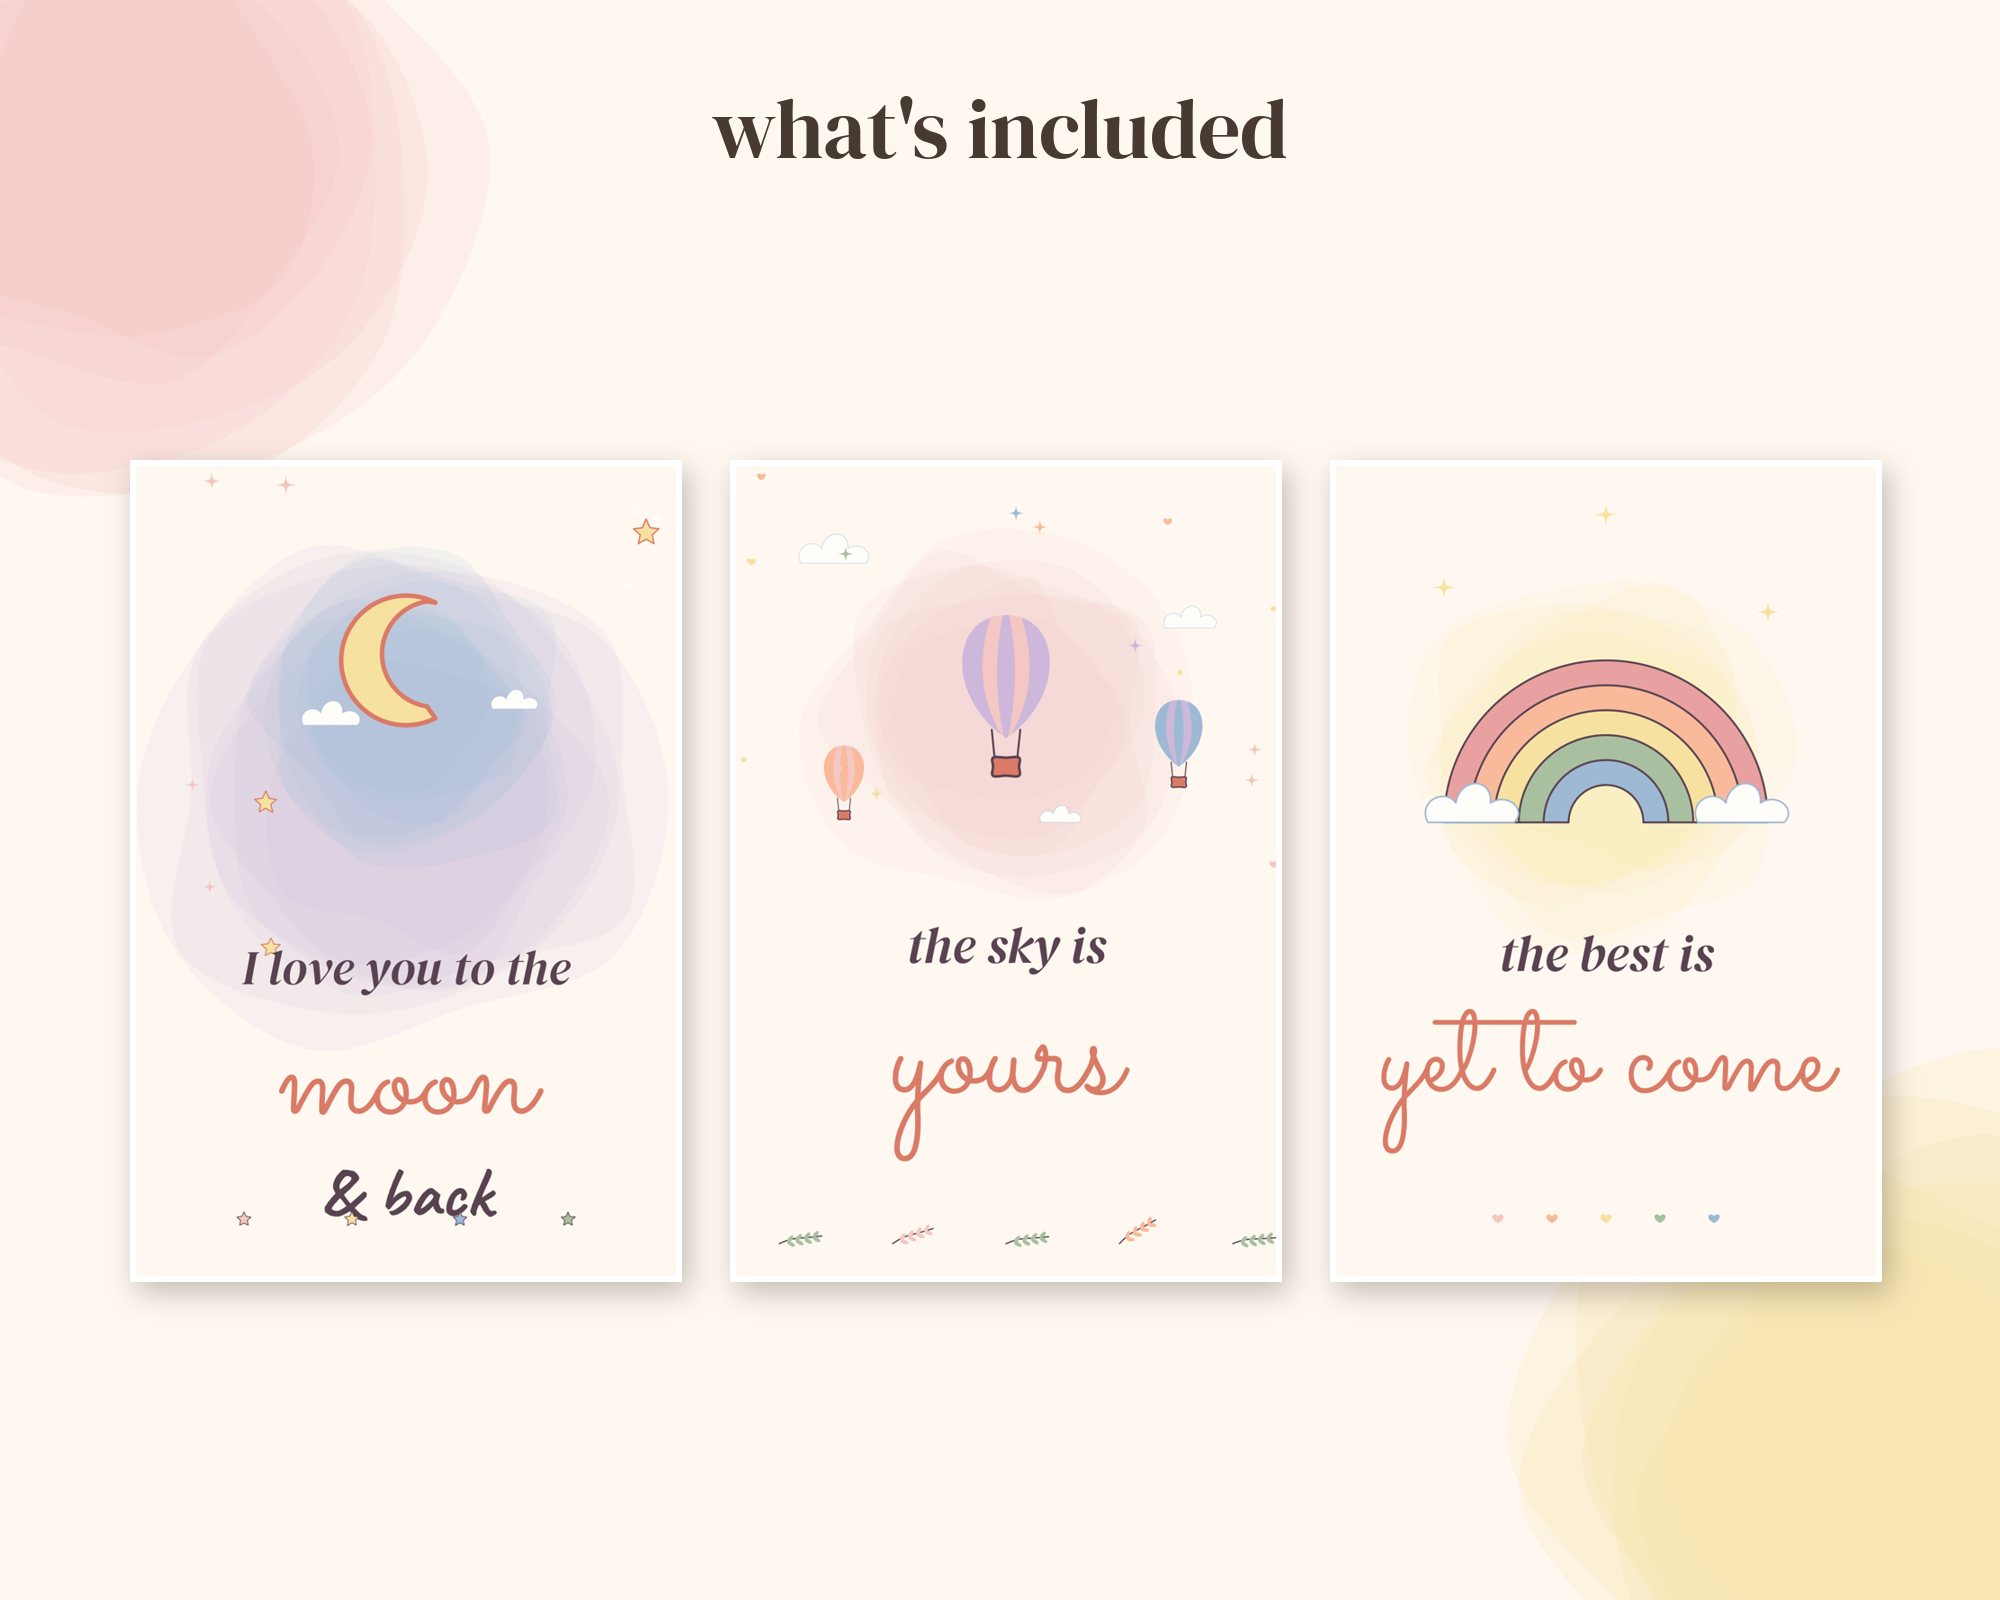 what's included
I love you to the
moon
& back
the sky is
yours
the best is
yet to come